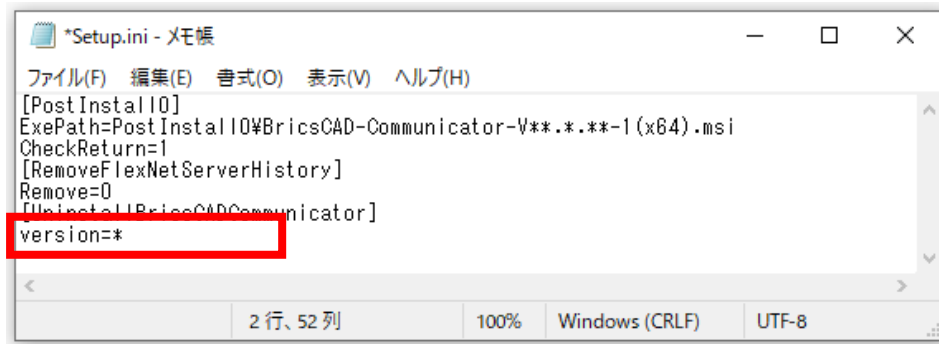 *Setup.ini - メモ帳
ファイル(F) 編集(E) 書式(O) 表示(V) ヘルプ(H)
[PostInstall0]
ExePath=PostInstall0¥BricsCAD-Communicator-V**.*.**-1(x64).msi
CheckReturn=1
[RemoveFlexNetServerHistory]
Remove=0
[UninstallBricsCADCommunicator]
version=*
2 行、52 列 100% Windows (CRLF) UTF-8